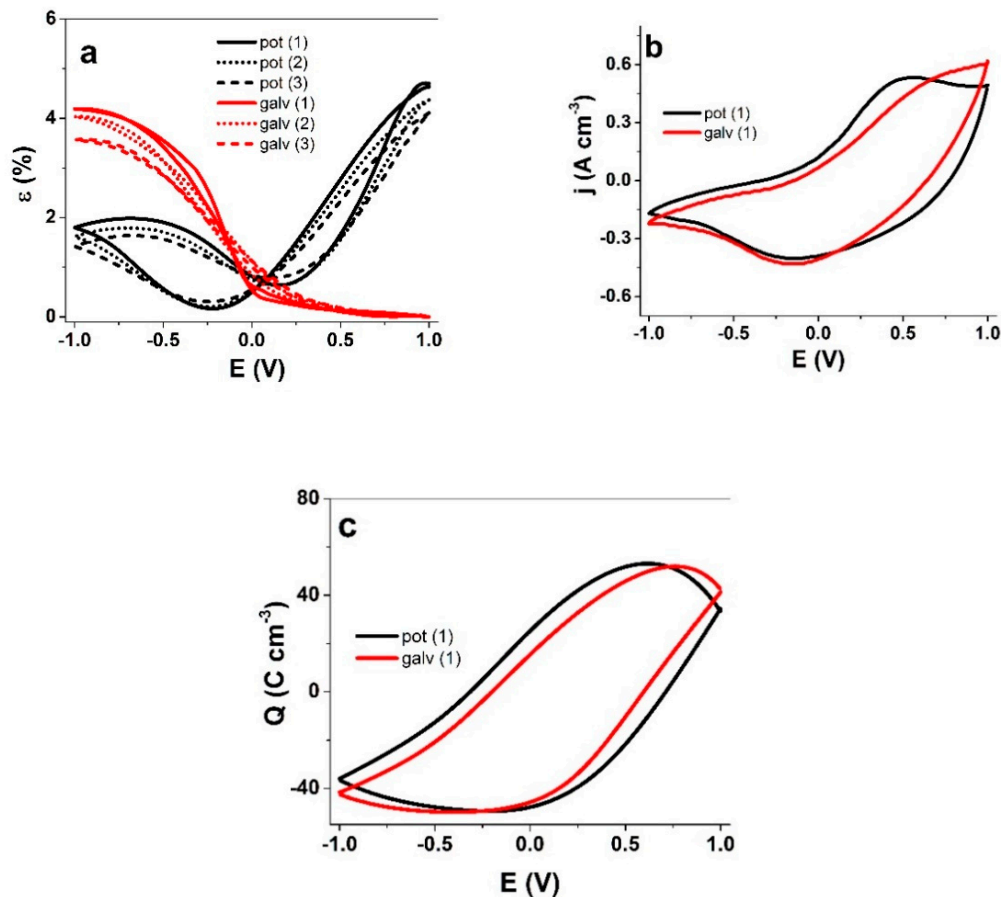 a
6
4
2
0
ε (%)
pot (1)
pot (2)
pot (3)
galv (1)
galv (2)
galv (3)
-1.0 -0.5 0.0 0.5 1.0
E (V)
b
0.6
0.3
0.0
-0.3
-0.6
j (A cm-3)
pot (1)
galv (1)
-1.0 -0.5 0.0 0.5 1.0
E (V)
c
80
40
0
-40
Q (C cm-3)
pot (1)
galv (1)
-1.0 -0.5 0.0 0.5 1.0
E (V)